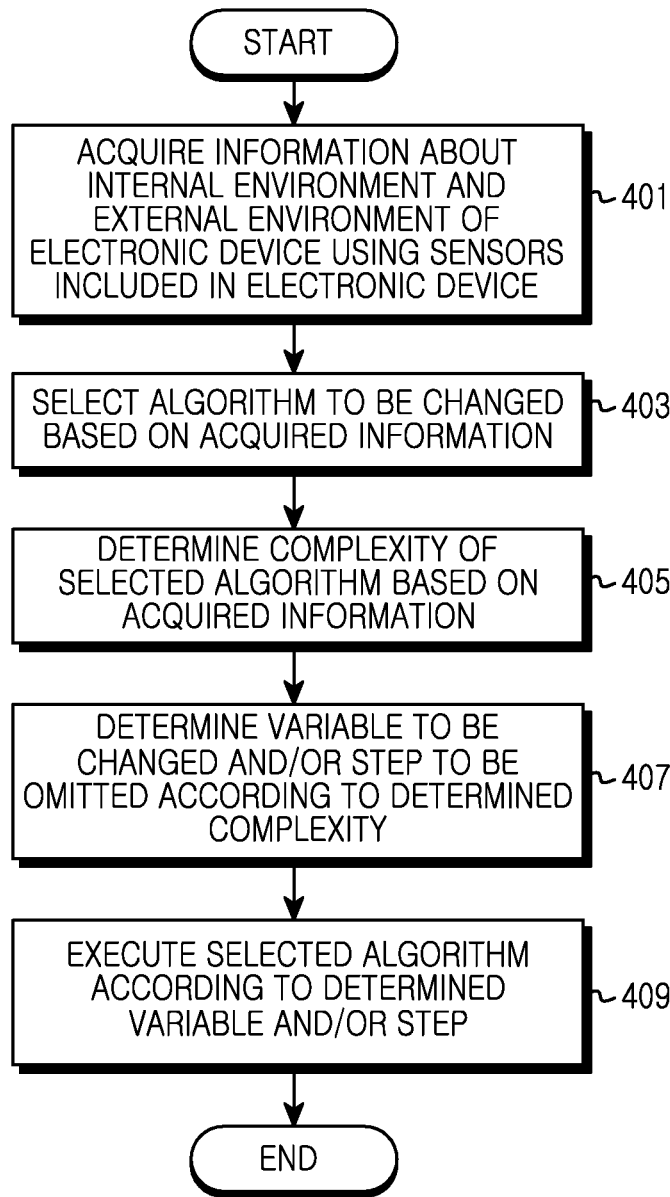 START
ACQUIRE INFORMATION ABOUT
INTERNAL ENVIRONMENT AND
EXTERNAL ENVIRONMENT OF
ELECTRONIC DEVICE USING SENSORS
INCLUDED IN ELECTRONIC DEVICE
401
SELECT ALGORITHM TO BE CHANGED
BASED ON ACQUIRED INFORMATION
403
DETERMINE COMPLEXITY OF
SELECTED ALGORITHM BASED ON
ACQUIRED INFORMATION
405
DETERMINE VARIABLE TO BE
CHANGED AND/OR STEP TO BE
OMITTED ACCORDING TO DETERMINED
COMPLEXITY
407
EXECUTE SELECTED ALGORITHM
ACCORDING TO DETERMINED
VARIABLE AND/OR STEP
409
END